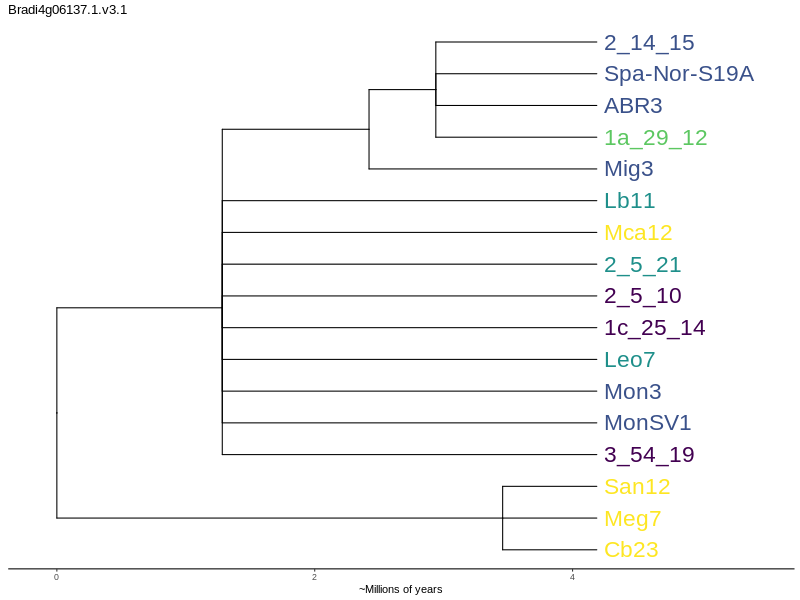 Bradi4g06137.1.v3.1
2_14_15
Spa-Nor-S19A
ABR3
1a_29_12
Mig3
Lb11
Mca12
2_5_21
2_5_10
1c_25_14
Leo7
Mon3
MonSV1
3_54_19
San12
Meg7
Cb23
0 2 4
~Millions of years